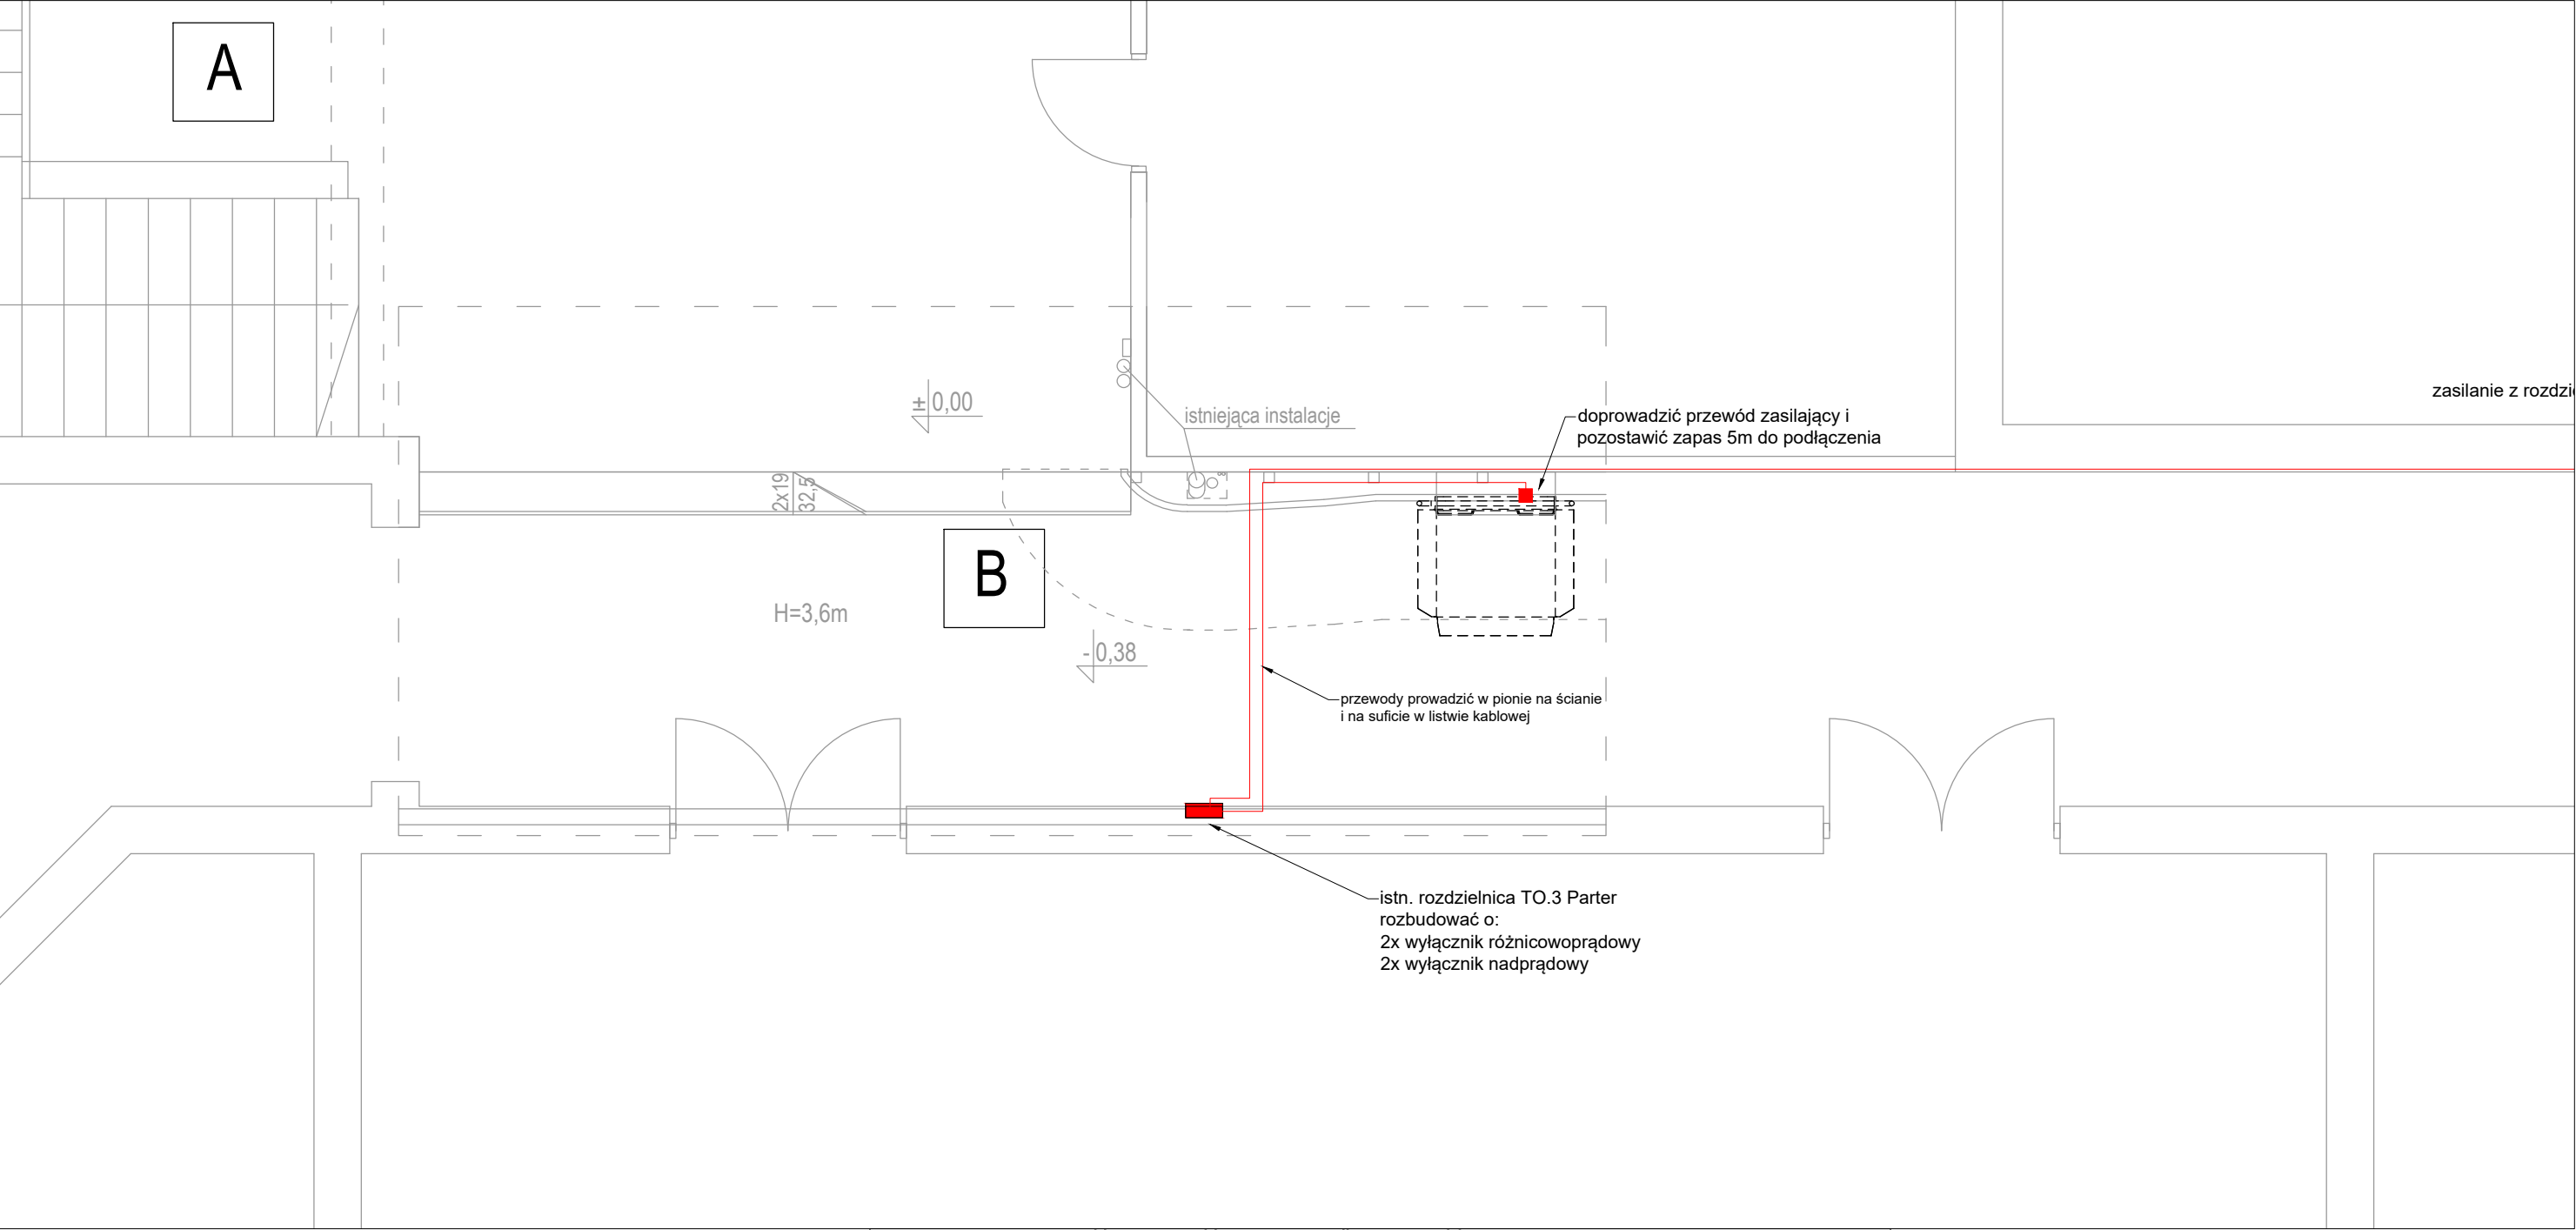 A
zasilanie z
± 0,00
istniejąca instalacje
doprowadzić przewód zasilający i
pozostawić zapas 5m do podłączenia
2x19
32,5
B
H=3,6m
- 0,38
przewody prowadzić w pionie na ścianie
i na suficie w listwie kablowej
istn. rozdzielnica TO.3 Parter
rozbudować o:
2x wyłącznik różnicowoprądowy
2x wyłącznik nadprądowy